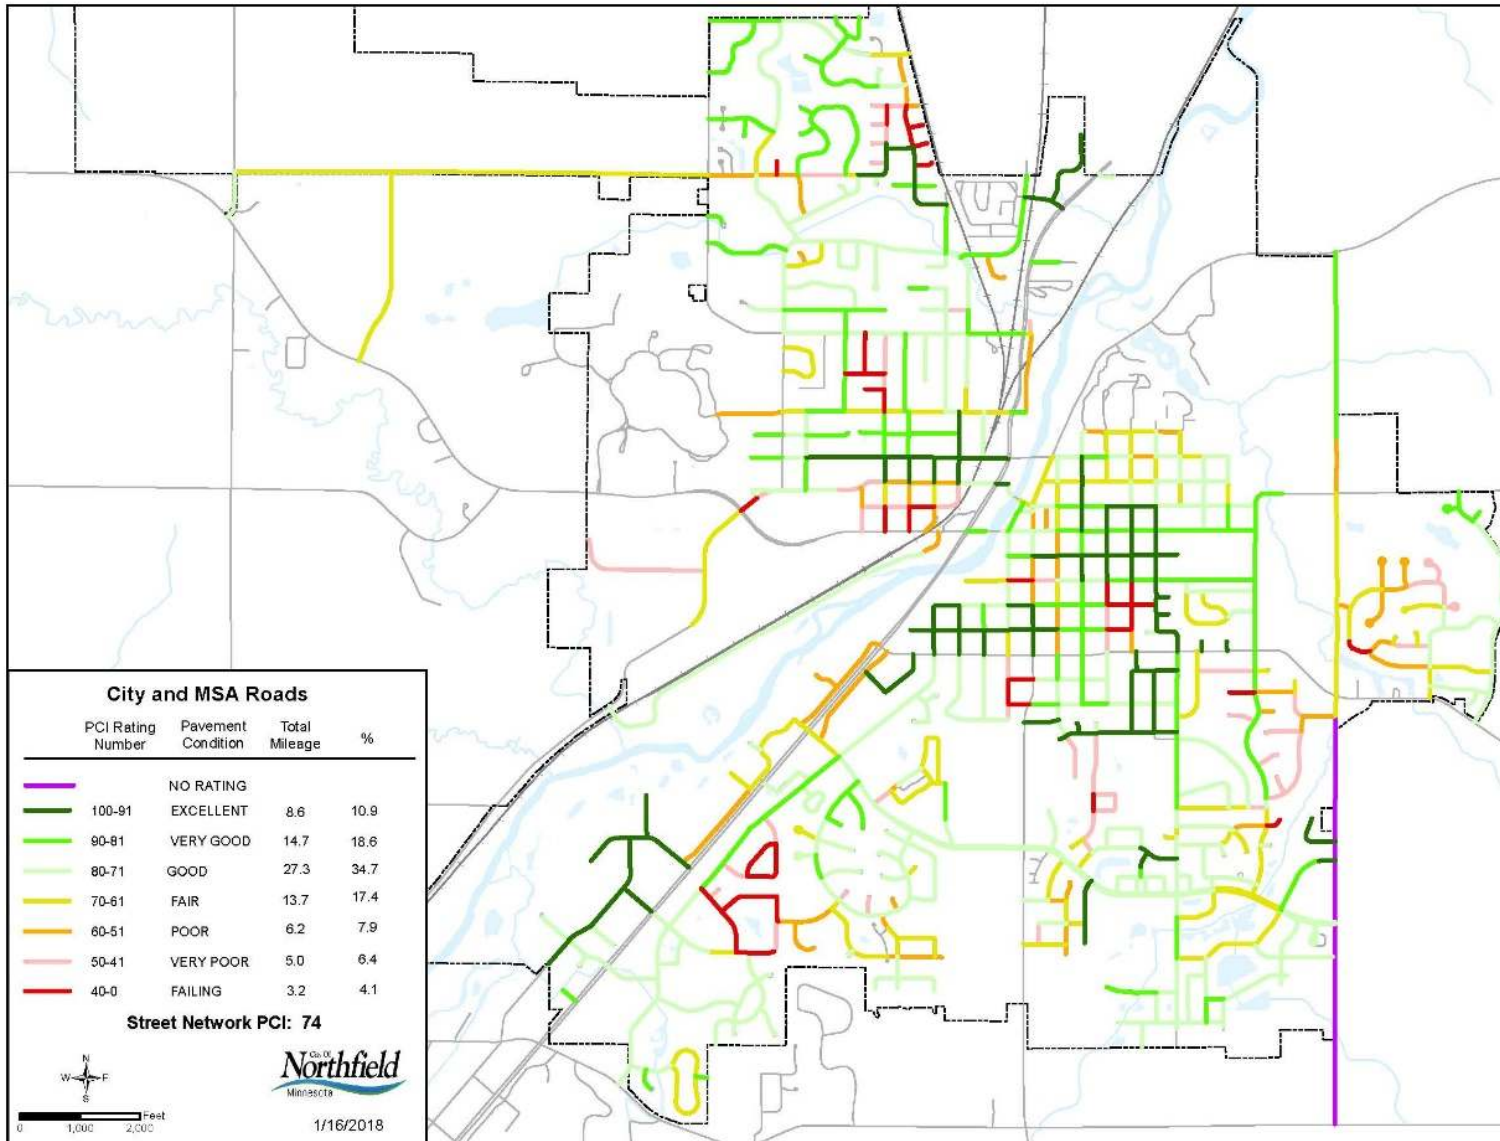 City and MSA Roads
PCI Rating Number Pavement Condition Total Mileage %
NO RATING
100-91 EXCELLENT 8.6 10.9
90-81 VERY GOOD 14.7 18.6
80-71 GOOD 27.3 34.7
70-61 FAIR 13.7 17.4
60-51 POOR 6.2 7.9
50-41 VERY POOR 5.0 6.4
40-0 FAILING 3.2 4.1
Street Network PCI: 74
N
W E
S
City Of
Northfield
Minnesota
Feet
0 1,000 2,000
1/16/2018